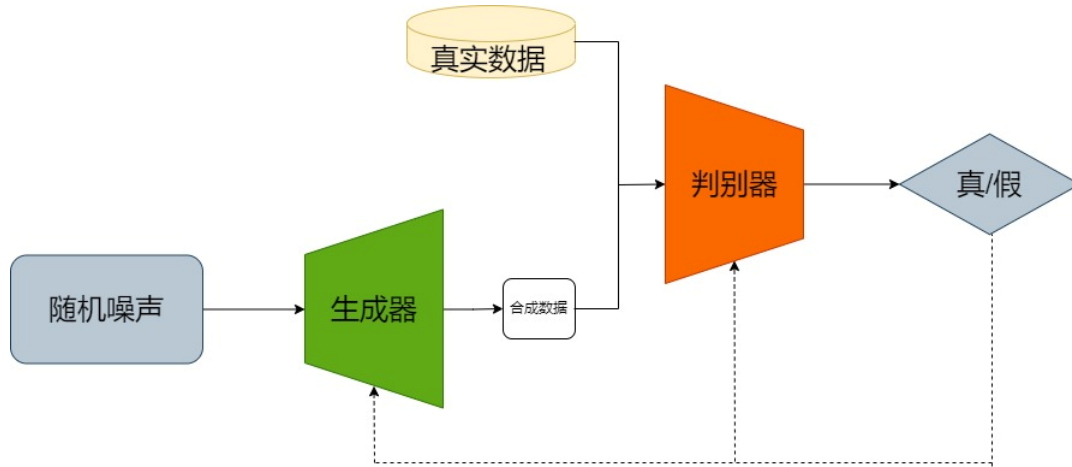 真实数据
判别器
真/假
随机噪声
生成器
合成数据